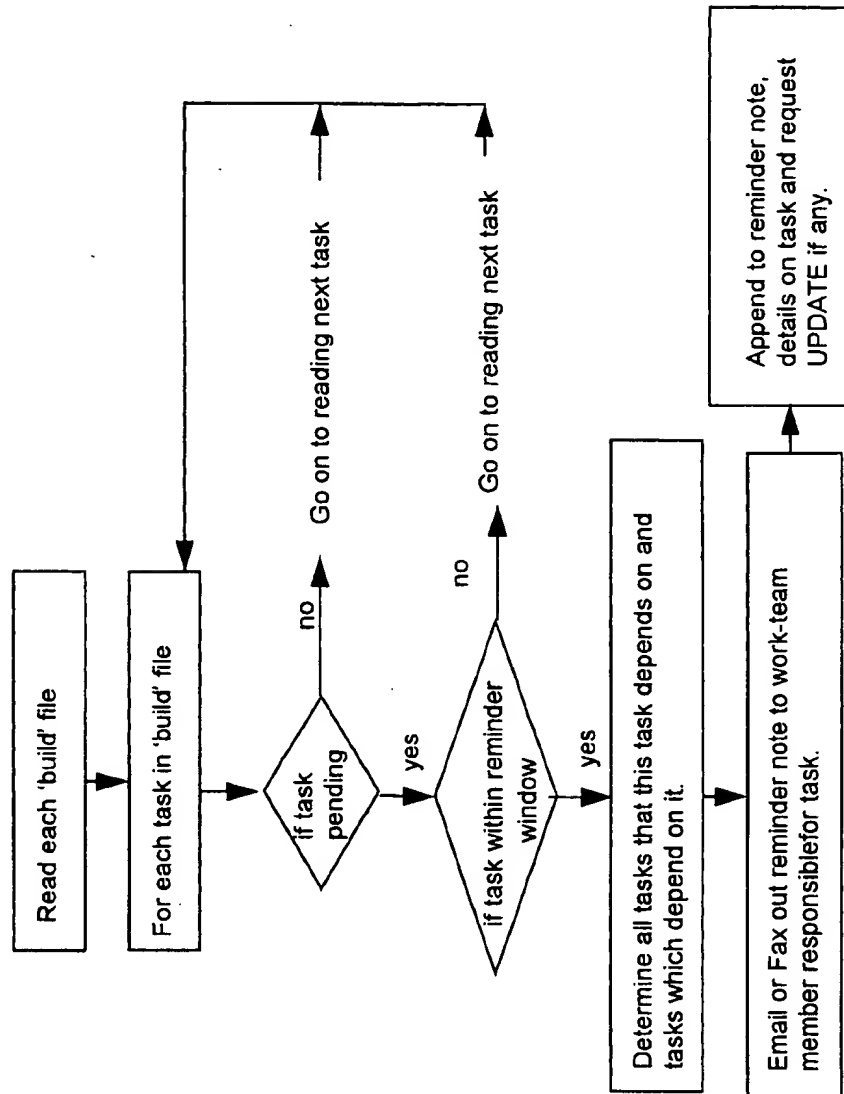 Read each 'build' file
For each task in 'build' file
if task
pending
no
Go on to reading next task
yes
if task within reminder
window
no
Go on to reading next task
yes
Determine all tasks that this task depends on and
tasks which depend on it.
Email or Fax out reminder note to work-team
member responsiblefor task.
Append to reminder note,
details on task and request
UPDATE if any.